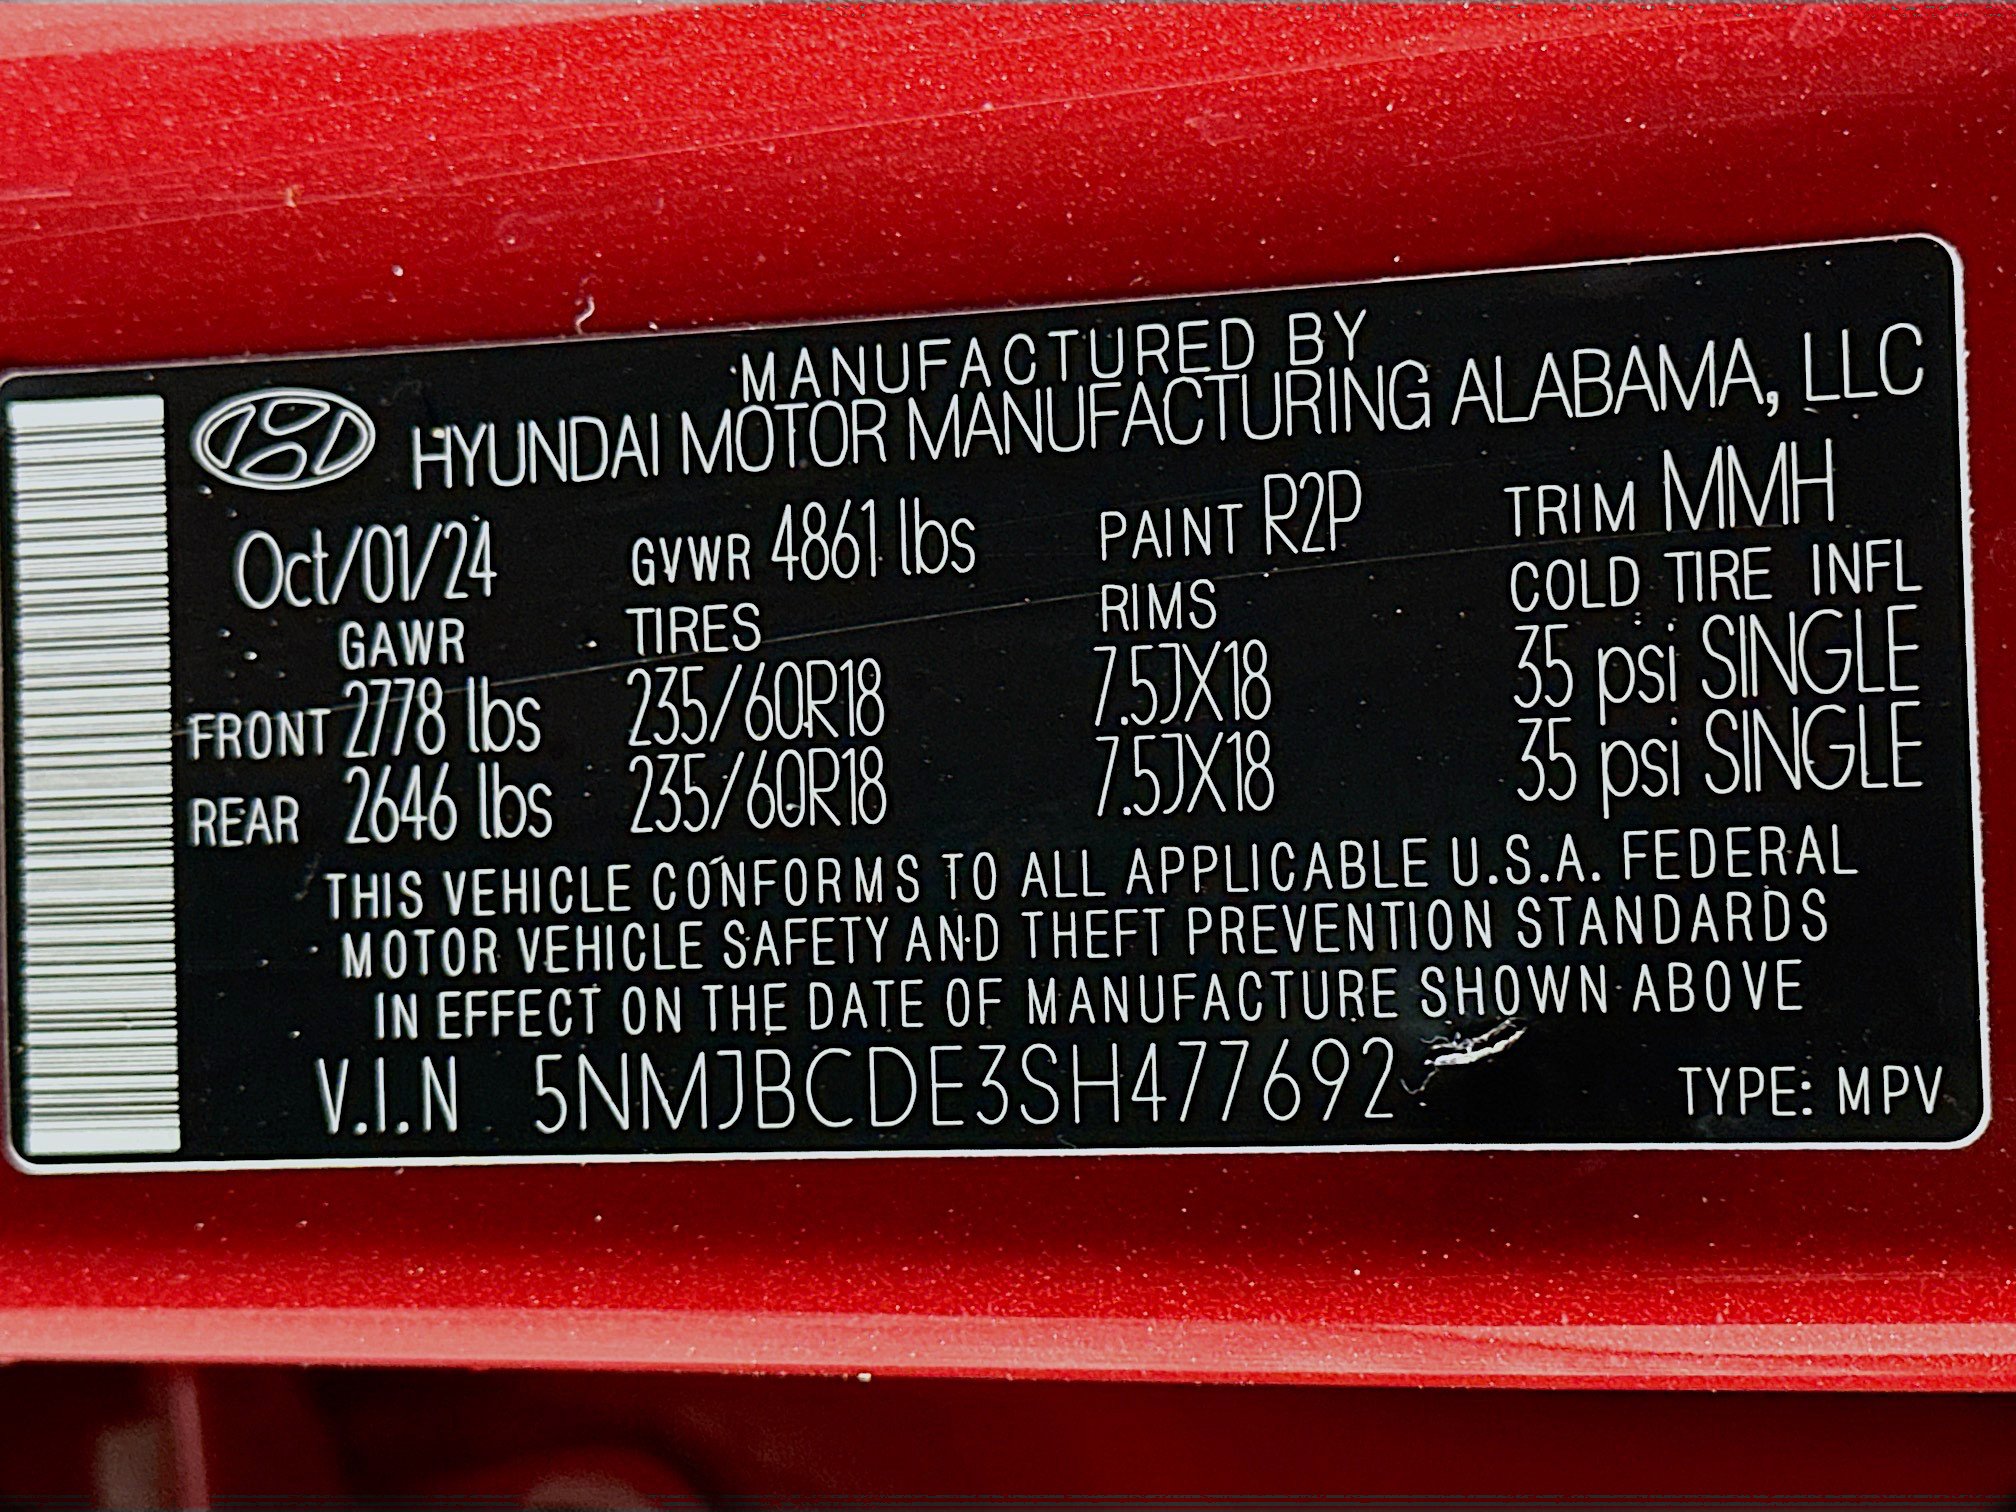 MANUFACTURED BY
HYUNDAI MOTOR MANUFACTURING ALABAMA, LLC
Oct/01/24 GVWR 4861 lbs PAINT R2P TRIM MMH
GAWR TIRES RIMS COLD TIRE INFL
FRONT 2778 lbs 235/60R18 7.5JX18 35 psi SINGLE
REAR 2646 lbs 235/60R18 7.5JX18 35 psi SINGLE
THIS VEHICLE CONFORMS TO ALL APPLICABLE U.S.A. FEDERAL
MOTOR VEHICLE SAFETY AND THEFT PREVENTION STANDARDS
IN EFFECT ON THE DATE OF MANUFACTURE SHOWN ABOVE
V.I.N 5NMJBCDE3SH477692 TYPE: MPV